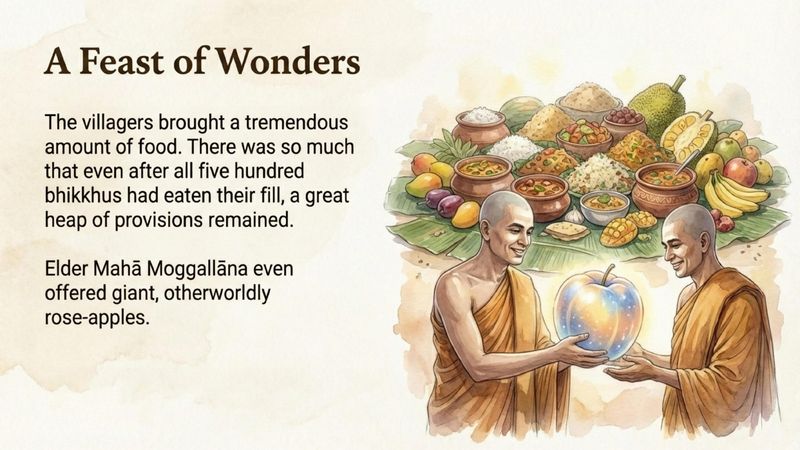 A Feast of Wonders
The villagers brought a tremendous
amount of food. There was so much
that even after all five hundred
bhikkhus had eaten their fill, a great
heap of provisions remained.
Elder Mahā Moggallāna even
offered giant, otherworldly
rose-apples.